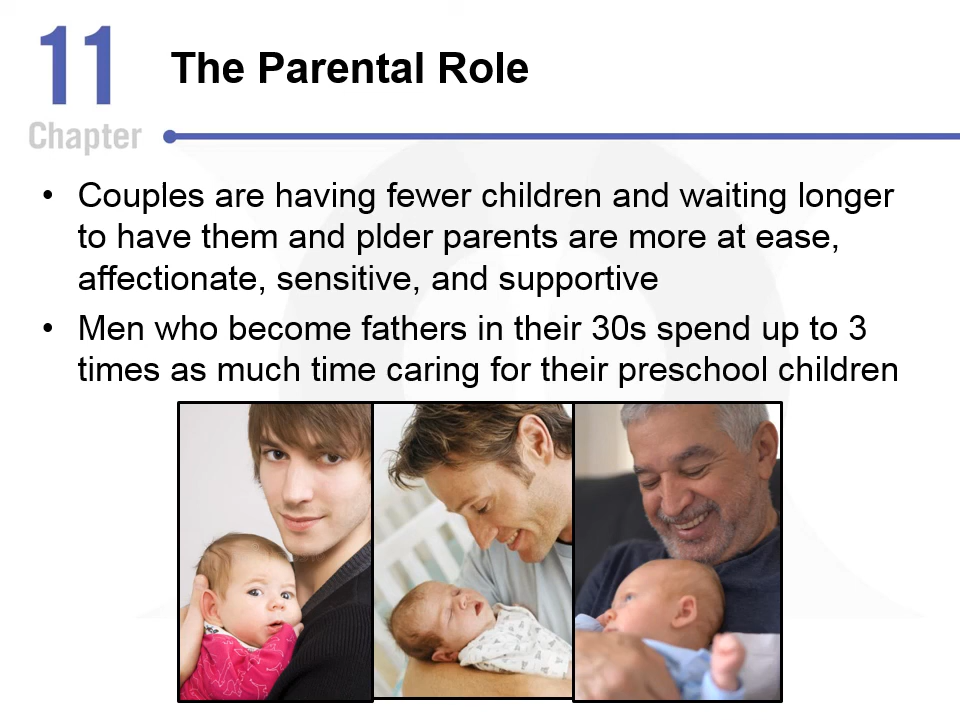 11
Chapter
The Parental Role
• Couples are having fewer children and waiting longer
to have them and plder parents are more at ease,
affectionate, sensitive, and supportive
• Men who become fathers in their 30s spend up to 3
times as much time caring for their preschool children